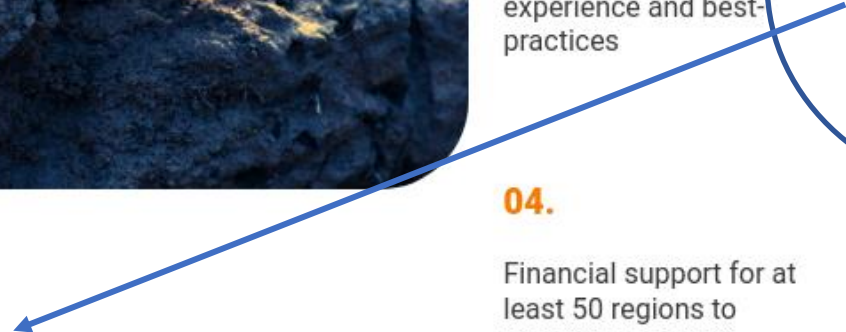 experience and best-
practices
04.
Financial support for at
least 50 regions to